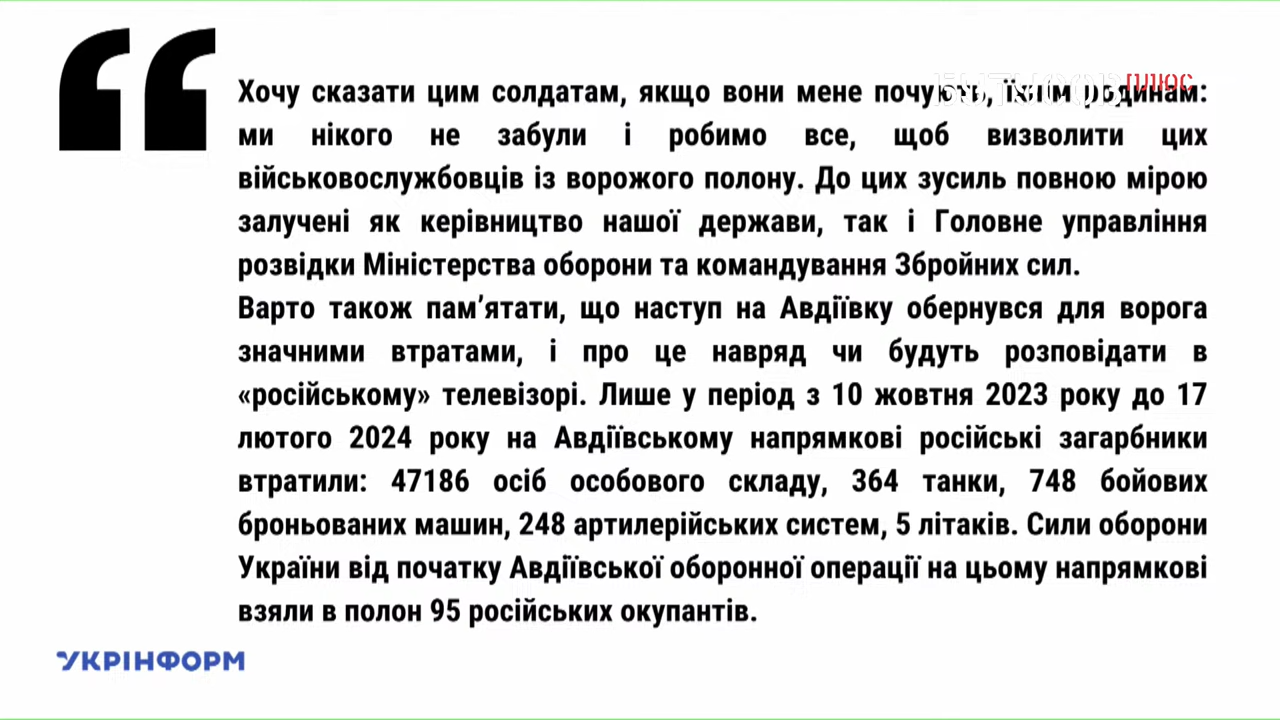 Хочу сказати цим солдатам, якщо вони мене почують, їхнім родинам:
ми нікого не забули і робимо все, щоб визволити цих
військовослужбовців із ворожого полону. До цих зусиль повною мірою
залучені як керівництво нашої держави, так і Головне управління
розвідки Міністерства оборони та командування Збройних сил.
Варто також пам’ятати, що наступ на Авдіївку обернувся для ворога
значними втратами, і про це навряд чи будуть розповідати в
«російському» телевізорі. Лише у період з 10 жовтня 2023 року до 17
лютого 2024 року на Авдіївському напрямкові російські загарбники
втратили: 47186 осіб особового складу, 364 танки, 748 бойових
броньованих машин, 248 артилерійських систем, 5 літаків. Сили оборони
України від початку Авдіївської оборонної операції на цьому напрямкові
взяли в полон 95 російських окупантів.
БУТУСОВ ПЛЮС
УКРІНФОРМ